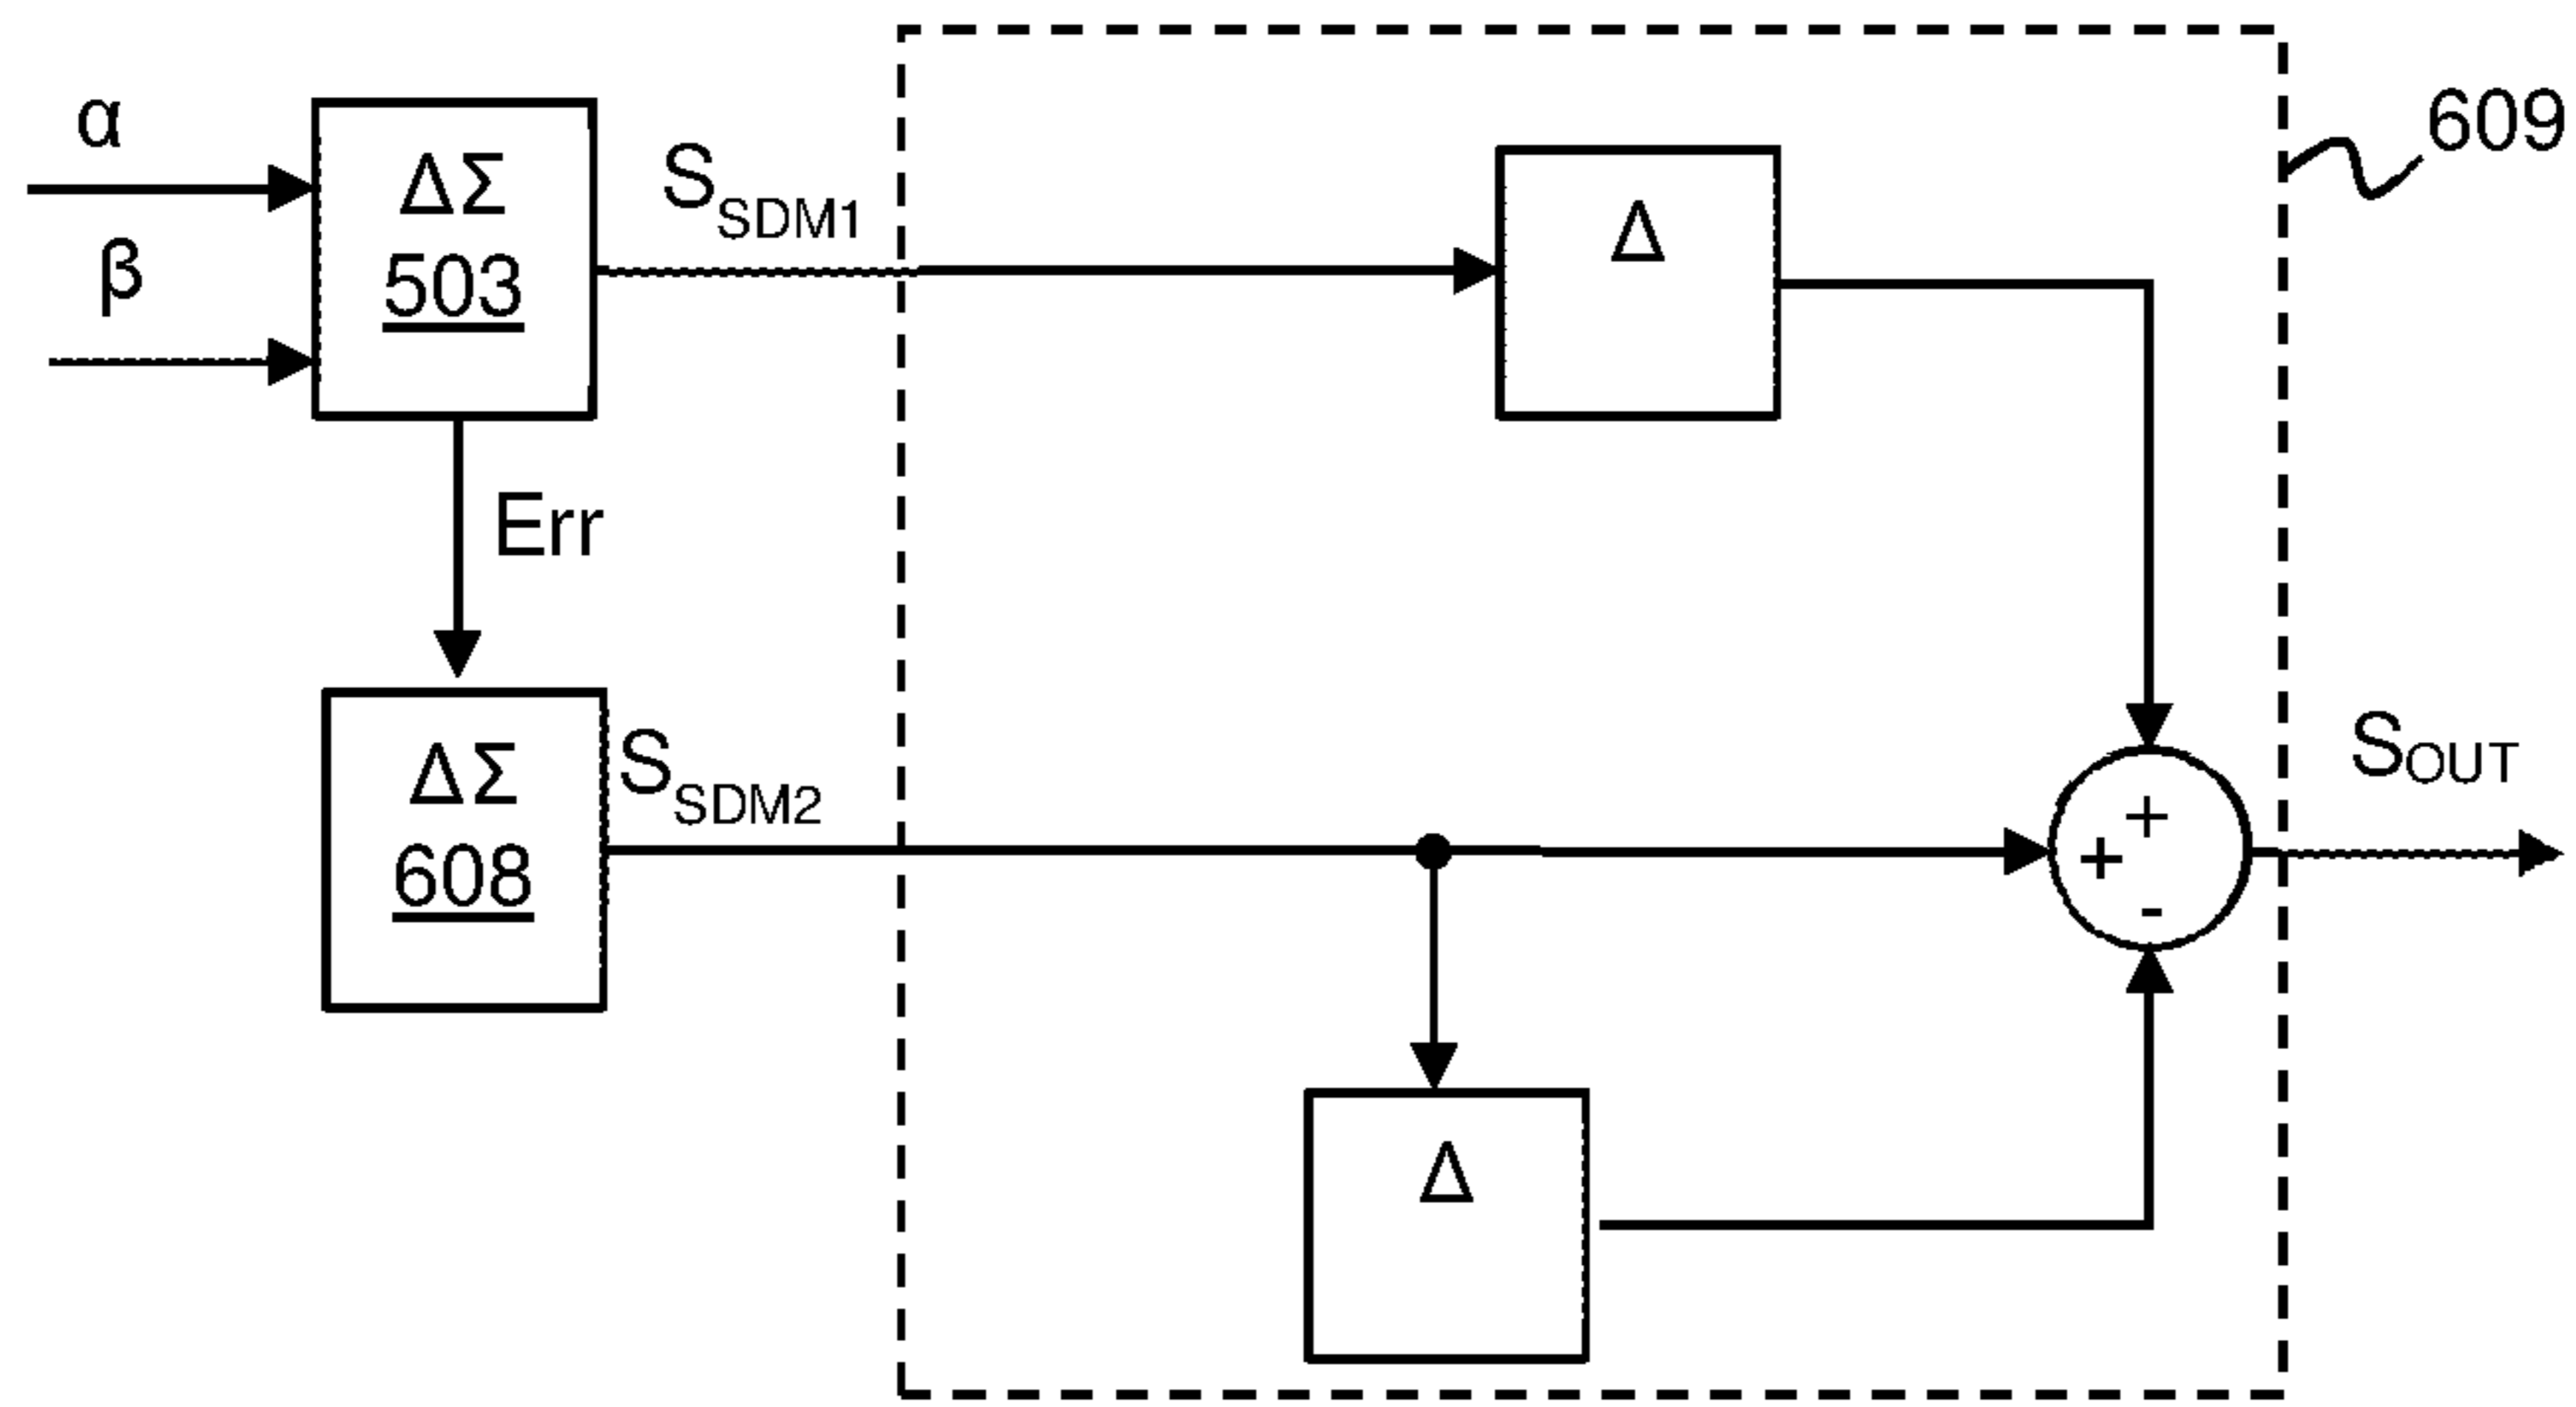 α
β
ΔΣ
503
S_SDM1
Δ
609
Err
ΔΣ
608
S_SDM2
+
+
-
S_OUT
Δ